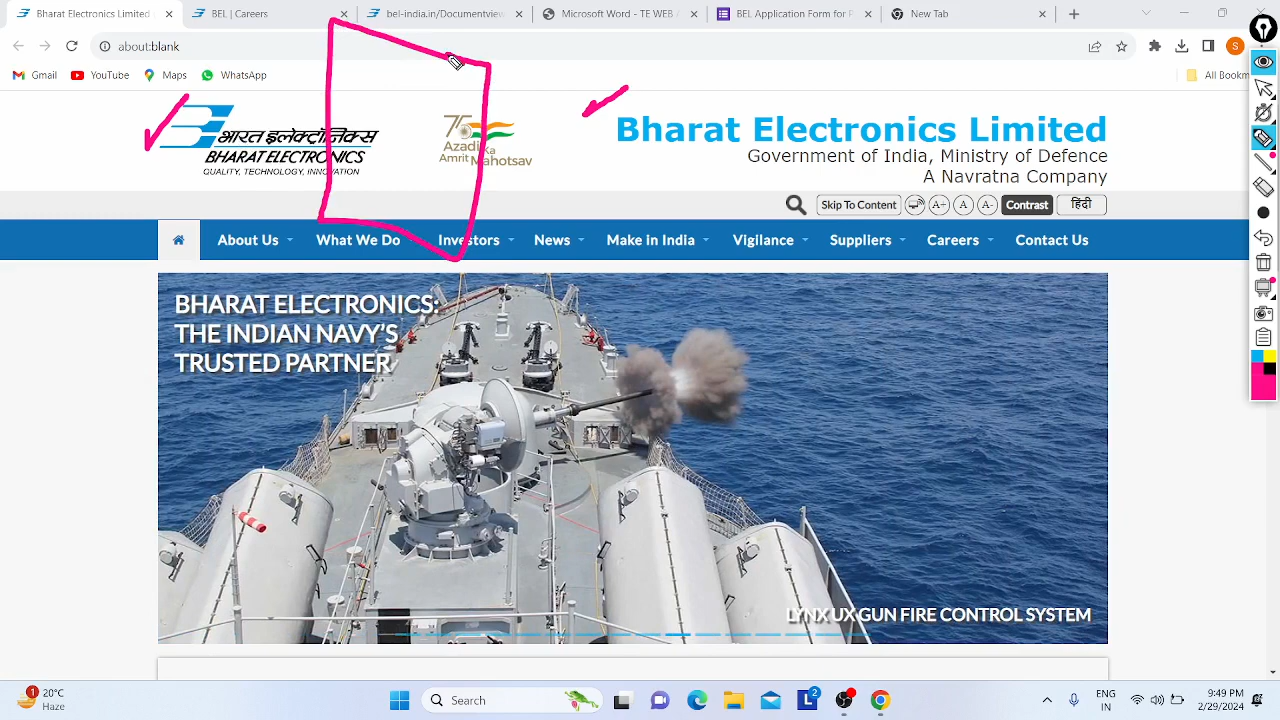 Bharat Electronics Limited (
BEL | Careers
bel-india.in/Documentview
Microsoft Word - TE WEB A
BEL Application Form for P
New Tab
about:blank
S
Gmail
YouTube
Maps
WhatsApp
All Bookm
भारत इलेक्ट्रॉनिक्स
BHARAT ELECTRONICS
QUALITY, TECHNOLOGY, INNOVATION
75
Azadi Ka
Amrit Mahotsav
Bharat Electronics Limited
Government of India, Ministry of Defence
A Navratna Company
Skip To Content
A+
A
A-
Contrast
हिंदी
About Us
What We Do
Investors
News
Make in India
Vigilance
Suppliers
Careers
Contact Us
BHARAT ELECTRONICS:
THE INDIAN NAVY'S
TRUSTED PARTNER
LYNX UX GUN FIRE CONTROL SYSTEM
1
20°C
Haze
Search
L
2
ENG
IN
9:49 PM
2/29/2024